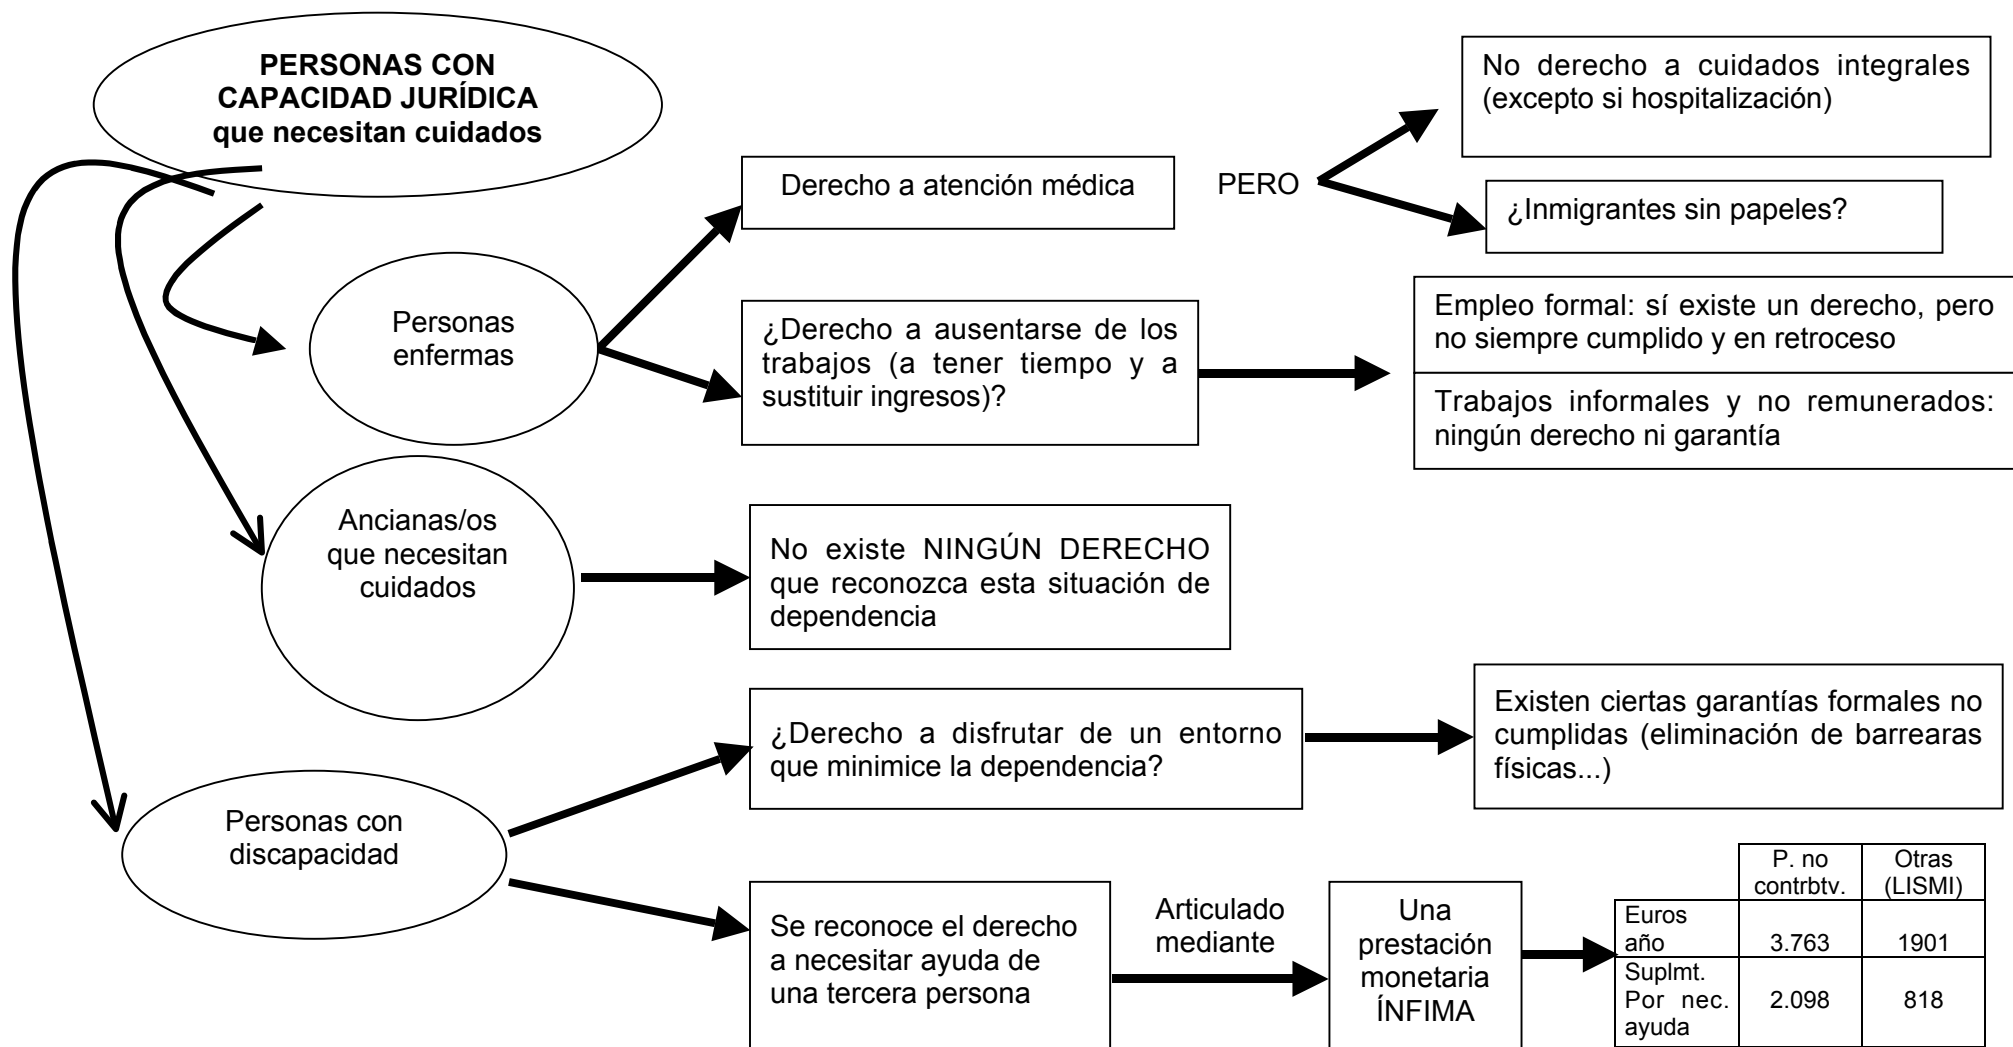 PERSONAS CON
CAPACIDAD JURÍDICA
que necesitan cuidados
No derecho a cuidados integrales
(excepto si hospitalización)
Derecho a atención médica
PERO
¿Inmigrantes sin papeles?
Personas
enfermas
¿Derecho a ausentarse de los
trabajos (a tener tiempo y a
sustituir ingresos)?
Empleo formal: sí existe un derecho, pero
no siempre cumplido y en retroceso
Trabajos informales y no remunerados:
ningún derecho ni garantía
Ancianas/os
que necesitan
cuidados
No existe NINGÚN DERECHO
que reconozca esta situación de
dependencia
¿Derecho a disfrutar de un entorno
que minimice la dependencia?
Existen ciertas garantías formales no
cumplidas (eliminación de barrearas
físicas...)
Personas con
discapacidad
Se reconoce el derecho
a necesitar ayuda de
una tercera persona
Articulado
mediante
Una
prestación
monetaria
ÍNFIMA
P. no
contrbtv.
Otras
(LISMI)
Euros
año
3.763
1901
Suplmt.
Por nec.
ayuda
2.098
818